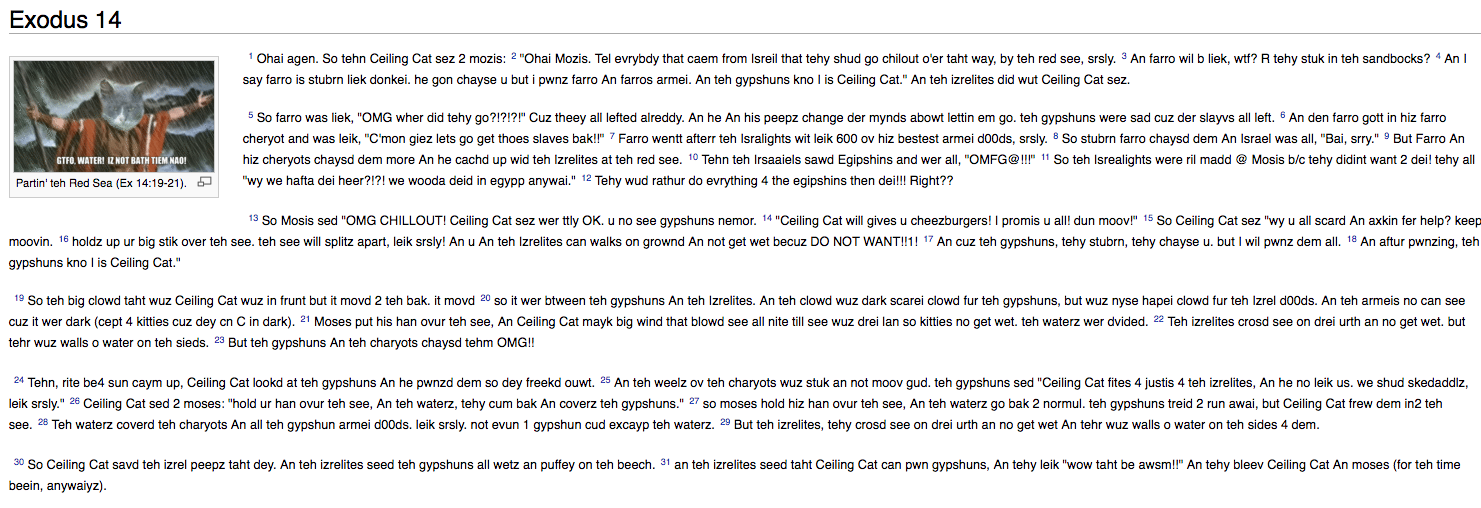 Exodus 14
GTFO, WATER! IZ NOT BATH TIEM NAO!
Partin' teh Red Sea (Ex 14:19-21).
1 Ohai agen. So tehn Ceiling Cat sez 2 mozis: 2 "Ohai Mozis. Tel evrybdy that caem from Isreil that tehy shud go chilout o'er taht way, by teh red see, srsly. 3 An farro wil b liek, wtf? R tehy stuk in teh sandbocks? 4 An I
say farro is stubrn liek donkei. he gon chayse u but i pwnz farro An farros armei. An teh gypshuns kno I is Ceiling Cat." An teh izrelites did wut Ceiling Cat sez.
5 So farro was liek, "OMG wher did tehy go?!?!?!" Cuz theey all lefted alreddy. An he An his peepz change der mynds abowt lettin em go. teh gypshuns were sad cuz der slayvs all left. 6 An den farro gott in hiz farro
cheryot and was leik, "C'mon giez lets go get thoes slaves bak!!" 7 Farro wentt afterr teh Isralights wit leik 600 ov hiz bestest armei d00ds, srsly. 8 So stubrn farro chaysd dem An Israel was all, "Bai, srry." 9 But Farro An
hiz cheryots chaysd dem more An he cachd up wid teh Izrelites at teh red see. 10 Tehn teh Irsaaiels sawd Egipshins and wer all, "OMFG@!!!" 11 So teh Isrealights were ril madd @ Mosis b/c tehy didint want 2 dei! tehy all
"wy we hafta dei heer?!?! we wooda deid in egypp anywai." 12 Tehy wud rathur do evrything 4 the egipshins then dei!!! Right??
13 So Mosis sed "OMG CHILLOUT! Ceiling Cat sez wer ttly OK. u no see gypshuns nemor. 14 "Ceiling Cat will gives u cheezburgers! I promis u all! dun moov!" 15 So Ceiling Cat sez "wy u all scard An axkin fer help? keep
moovin. 16 holdz up ur big stik over teh see. teh see will splitz apart, leik srsly! An u An teh Izrelites can walks on grownd An not get wet becuz DO NOT WANT!!1! 17 An cuz teh gypshuns, tehy stubrn, tehy chayse u. but I wil pwnz dem all. 18 An aftur pwnzing, teh
gypshuns kno I is Ceiling Cat."
19 So teh big clowd taht wuz Ceiling Cat wuz in frunt but it movd 2 teh bak. it movd 20 so it wer btween teh gypshuns An teh Izrelites. An teh clowd wuz dark scarei clowd fur teh gypshuns, but wuz nyse hapei clowd fur teh Izrel d00ds. An teh armeis no can see
cuz it wer dark (cept 4 kitties cuz dey cn C in dark). 21 Moses put his han ovur teh see, An Ceiling Cat mayk big wind that blowd see all nite till see wuz drei lan so kitties no get wet. teh waterz wer dvided. 22 Teh izrelites crosd see on drei urth an no get wet. but
tehr wuz walls o water on teh sieds. 23 But teh gypshuns An teh charyots chaysd tehm OMG!!
24 Tehn, rite be4 sun caym up, Ceiling Cat lookd at teh gypshuns An he pwnzd dem so dey freekd ouwt. 25 An teh weelz ov teh charyots wuz stuk an not moov gud. teh gypshuns sed "Ceiling Cat fites 4 justis 4 teh izrelites, An he no leik us. we shud skedaddlz,
leik srsly." 26 Ceiling Cat sed 2 moses: "hold ur han ovur teh see, An teh waterz, tehy cum bak An coverz teh gypshuns." 27 so moses hold hiz han ovur teh see, An teh waterz go bak 2 normul. teh gypshuns treid 2 run awai, but Ceiling Cat frew dem in2 teh
see. 28 Teh waterz coverd teh charyots An all teh gypshun armei d00ds. leik srsly. not evun 1 gypshun cud excayp teh waterz. 29 But teh izrelites, tehy crosd see on drei urth an no get wet An tehr wuz walls o water on teh sides 4 dem.
30 So Ceiling Cat savd teh izrel peepz taht dey. An teh izrelites seed teh gypshuns all wetz an puffey on teh beech. 31 an teh izrelites seed taht Ceiling Cat can pwn gypshuns, An tehy leik "wow taht be awsm!!" An tehy bleev Ceiling Cat An moses (for teh time
beein, anywaiyz).